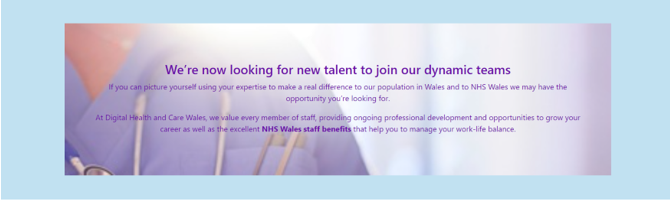 We're now looking for new talent to join our dynamic teams
If you can picture yourself using your expertise to make a real difference to our population in Wales and to NHS Wales we may have the
opportunity you're looking for.
At Digital Health and Care Wales, we value every member of staff, providing ongoing professional development and opportunities to grow your
career as well as the excellent NHS Wales staff benefits that help you to manage your work-life balance.